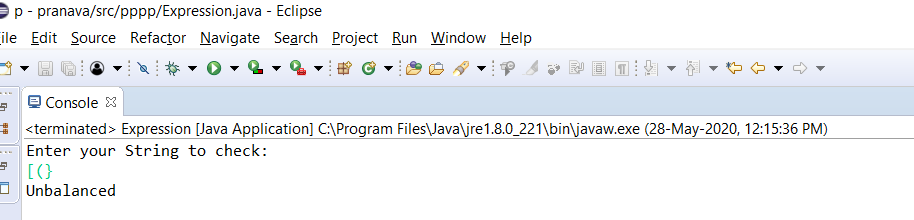 p - pranava/src/pppp/Expression.java - Eclipse
ile Edit Source Refactor Navigate Search Project Run Window Help
Console
<terminated> Expression [Java Application] C:\Program Files\Java\jre1.8.0_221\bin\javaw.exe (28-May-2020, 12:15:36 PM)
Enter your String to check:
[(}
Unbalanced